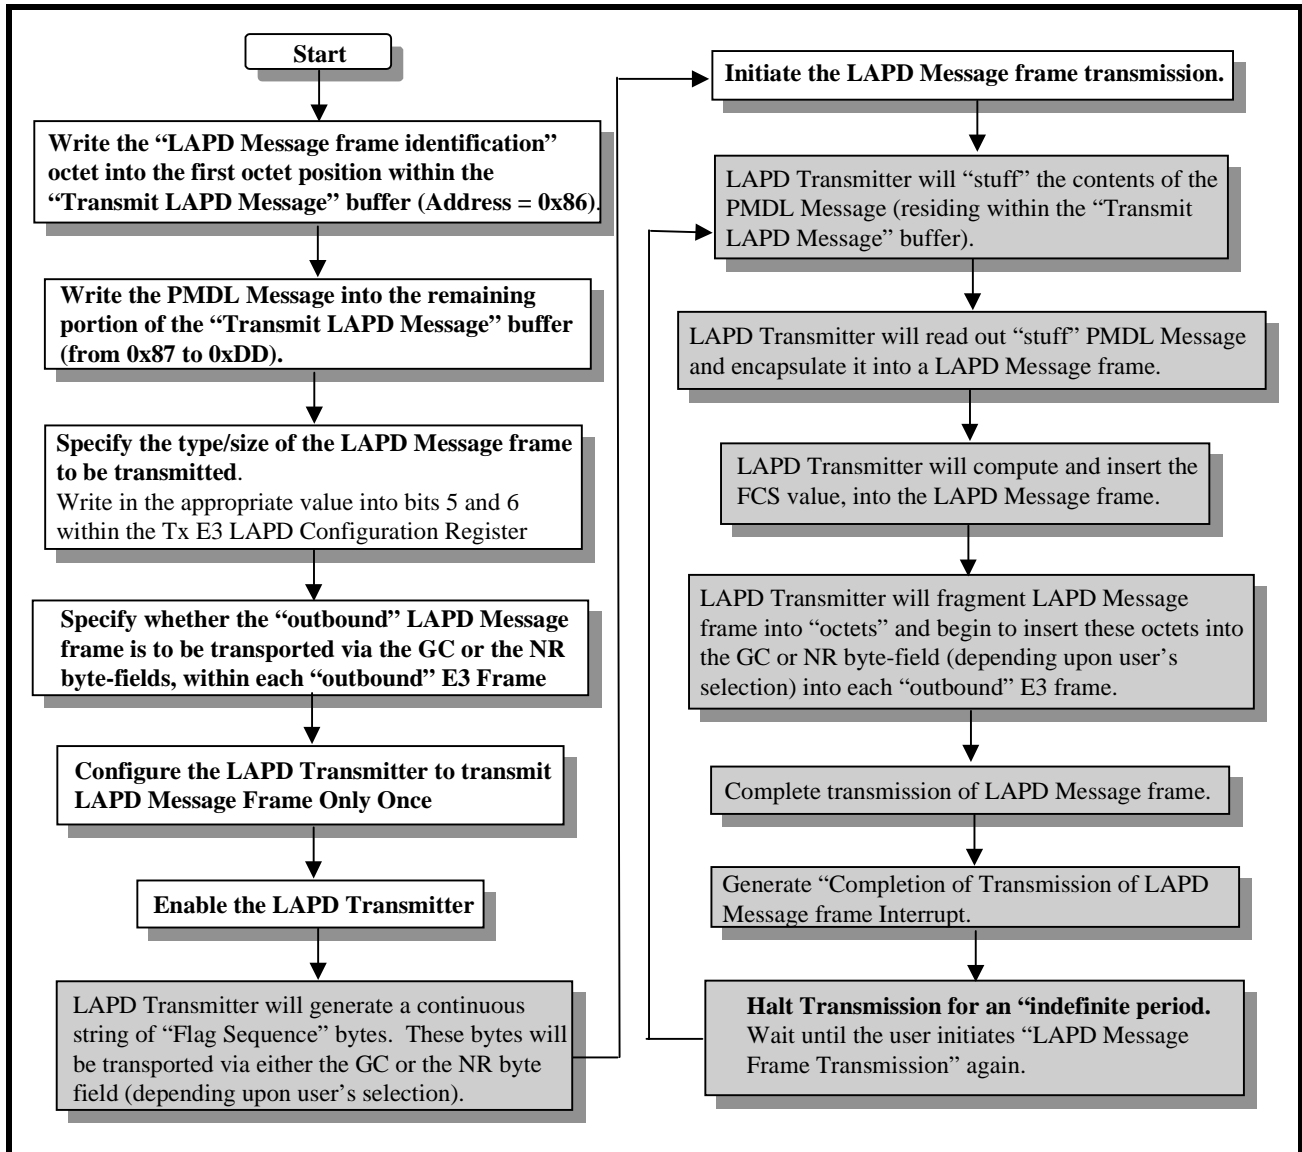 Start
Write the “LAPD Message frame identification”
octet into the first octet position within the
“Transmit LAPD Message” buffer (Address = 0x86).
Write the PMDL Message into the remaining
portion of the “Transmit LAPD Message” buffer
(from 0x87 to 0xDD).
Specify the type/size of the LAPD Message frame
to be transmitted.
Write in the appropriate value into bits 5 and 6
within the Tx E3 LAPD Configuration Register
Specify whether the “outbound” LAPD Message
frame is to be transported via the GC or the NR
byte-fields, within each “outbound” E3 Frame
Configure the LAPD Transmitter to transmit
LAPD Message Frame Only Once
Enable the LAPD Transmitter
LAPD Transmitter will generate a continuous
string of “Flag Sequence” bytes. These bytes will
be transported via either the GC or the NR byte
field (depending upon user’s selection).
Initiate the LAPD Message frame transmission.
LAPD Transmitter will “stuff” the contents of the
PMDL Message (residing within the “Transmit
LAPD Message” buffer).
LAPD Transmitter will read out “stuff” PMDL Message
and encapsulate it into a LAPD Message frame.
LAPD Transmitter will compute and insert the
FCS value, into the LAPD Message frame.
LAPD Transmitter will fragment LAPD Message
frame into “octets” and begin to insert these octets into
the GC or NR byte-field (depending upon user’s
selection) into each “outbound” E3 frame.
Complete transmission of LAPD Message frame.
Generate “Completion of Transmission of LAPD
Message frame Interrupt.
Halt Transmission for an “indefinite period.
Wait until the user initiates “LAPD Message
Frame Transmission” again.